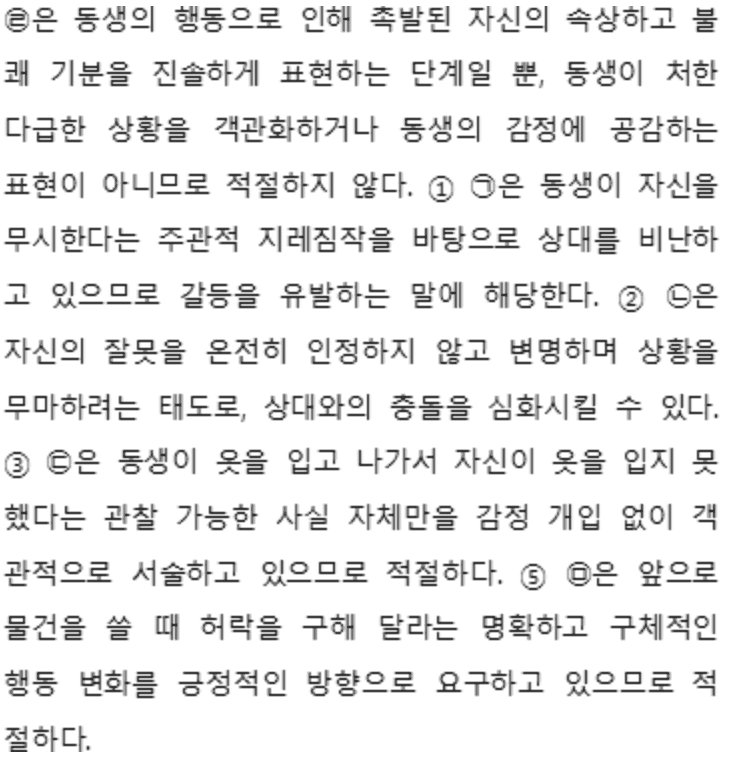 ㉣은 동생의 행동으로 인해 촉발된 자신의 속상하고 불
쾌 기분을 진솔하게 표현하는 단계일 뿐, 동생이 처한
다급한 상황을 객관화하거나 동생의 감정에 공감하는
표현이 아니므로 적절하지 않다. ① ㉠은 동생이 자신을
무시한다는 주관적 지레짐작을 바탕으로 상대를 비난하
고 있으므로 갈등을 유발하는 말에 해당한다. ② ㉡은
자신의 잘못을 온전히 인정하지 않고 변명하며 상황을
무마하려는 태도로, 상대와의 충돌을 심화시킬 수 있다.
③ ㉢은 동생이 옷을 입고 나가서 자신이 옷을 입지 못
했다는 관찰 가능한 사실 자체만을 감정 개입 없이 객
관적으로 서술하고 있으므로 적절하다. ⑤ ㉤은 앞으로
물건을 쓸 때 허락을 구해 달라는 명확하고 구체적인
행동 변화를 긍정적인 방향으로 요구하고 있으므로 적
절하다.